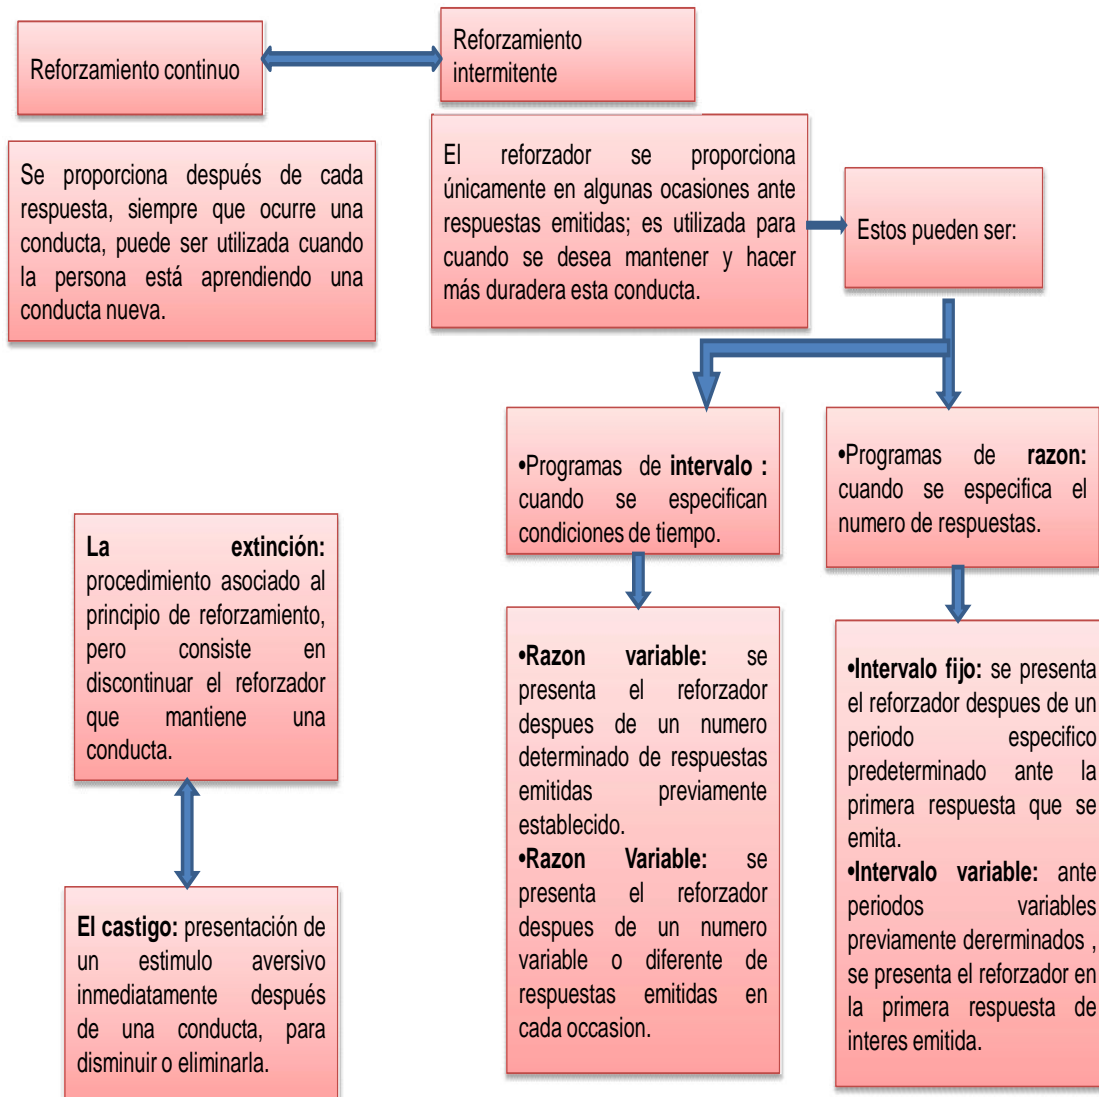 Reforzamiento continuo
Reforzamiento
intermitente
Se proporciona después de cada
respuesta, siempre que ocurre una
conducta, puede ser utilizada cuando
la persona está aprendiendo una
conducta nueva.
El reforzador se proporciona
únicamente en algunas ocasiones ante
respuestas emitidas; es utilizada para
cuando se desea mantener y hacer
más duradera esta conducta.
Estos pueden ser:
•Programas de intervalo :
cuando se especifican
condiciones de tiempo.
•Programas de razon:
cuando se especifica el
numero de respuestas.
La extinción:
procedimiento asociado al
principio de reforzamiento,
pero consiste en
discontinuar el reforzador
que mantiene una
conducta.
•Razon variable: se
presenta el reforzador
despues de un numero
determinado de respuestas
emitidas previamente
establecido.
•Razon Variable: se
presenta el reforzador
despues de un numero
variable o diferente de
respuestas emitidas en
cada occasion.
•Intervalo fijo: se presenta
el reforzador despues de un
periodo especifico
predeterminado ante la
primera respuesta que se
emita.
•Intervalo variable: ante
periodos variables
previamente dererminados ,
se presenta el reforzador en
la primera respuesta de
interes emitida.
El castigo: presentación de
un estimulo aversivo
inmediatamente después
de una conducta, para
disminuir o eliminarla.